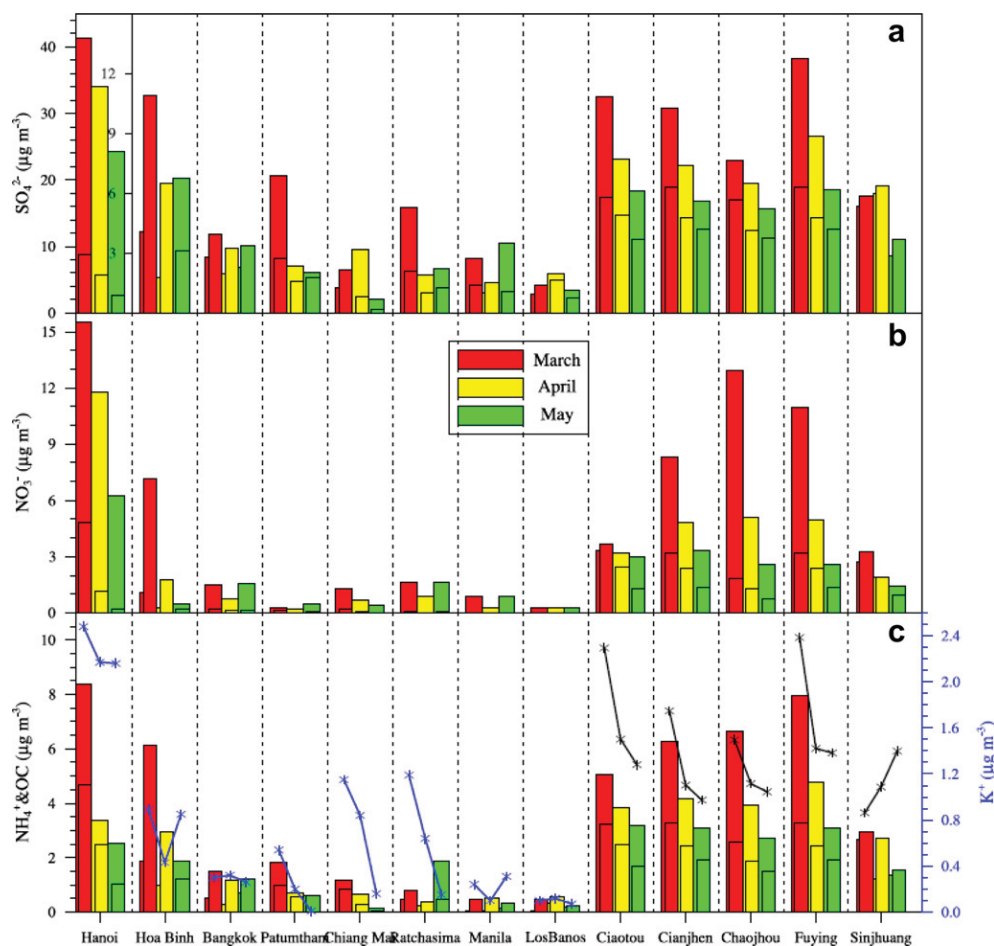 a
40
30
20
10
0
12
9
6
3
SO₄²⁻ (µg m⁻³)
b
15
12
9
6
3
0
NO₃⁻ (µg m⁻³)
March
April
May
c
10
8
6
4
2
0
NH₄⁺&OC (µg m⁻³)
2.4
2.0
1.6
1.2
0.8
0.4
0.0
K⁺ (µg m⁻³)
Hanoi Hoa Binh Bangkok Patumthani Chiang Mai Ratchasima Manila LosBanos Ciaotou Cianjhen Chaojhou Fuying Sinjhuang